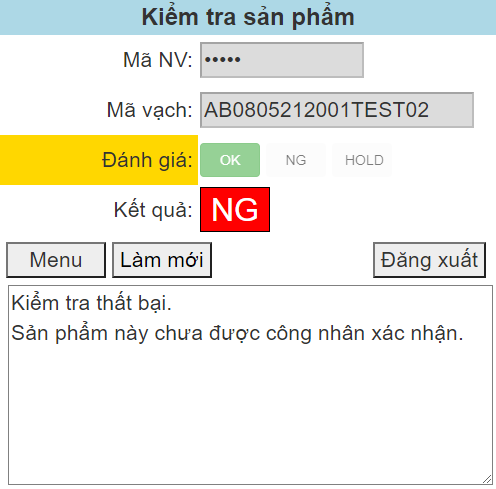 Kiểm tra sản phẩm
Mã NV: •••••
Mã vạch: AB0805212001TEST02
Đánh giá: OK NG HOLD
Kết quả: NG
Menu Làm mới Đăng xuất
Kiểm tra thất bại.
Sản phẩm này chưa được công nhân xác nhận.